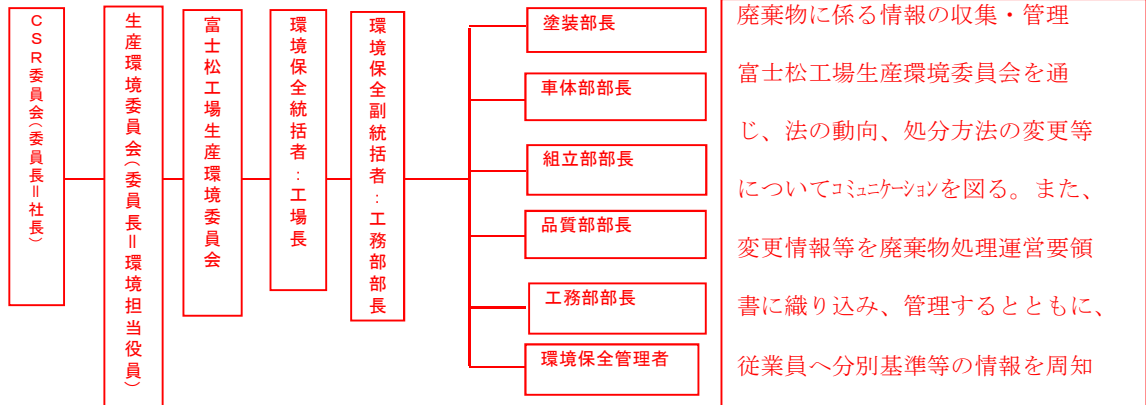 CSR委員会(委員長=社長)
生産環境委員会(委員長=環境担当役員)
富士松工場生産環境委員会
環境保全統括者:工場長
環境保全副統括者:工務部部長
塗装部長
車体部部長
組立部部長
品質部部長
工務部部長
環境保全管理者
廃棄物に係る情報の収集・管理
富士松工場生産環境委員会を通
じ、法の動向、処分方法の変更等
についてコミュニケーションを図る。また、
変更情報等を廃棄物処理運営要領
書に織り込み、管理するとともに、
従業員へ分別基準等の情報を周知